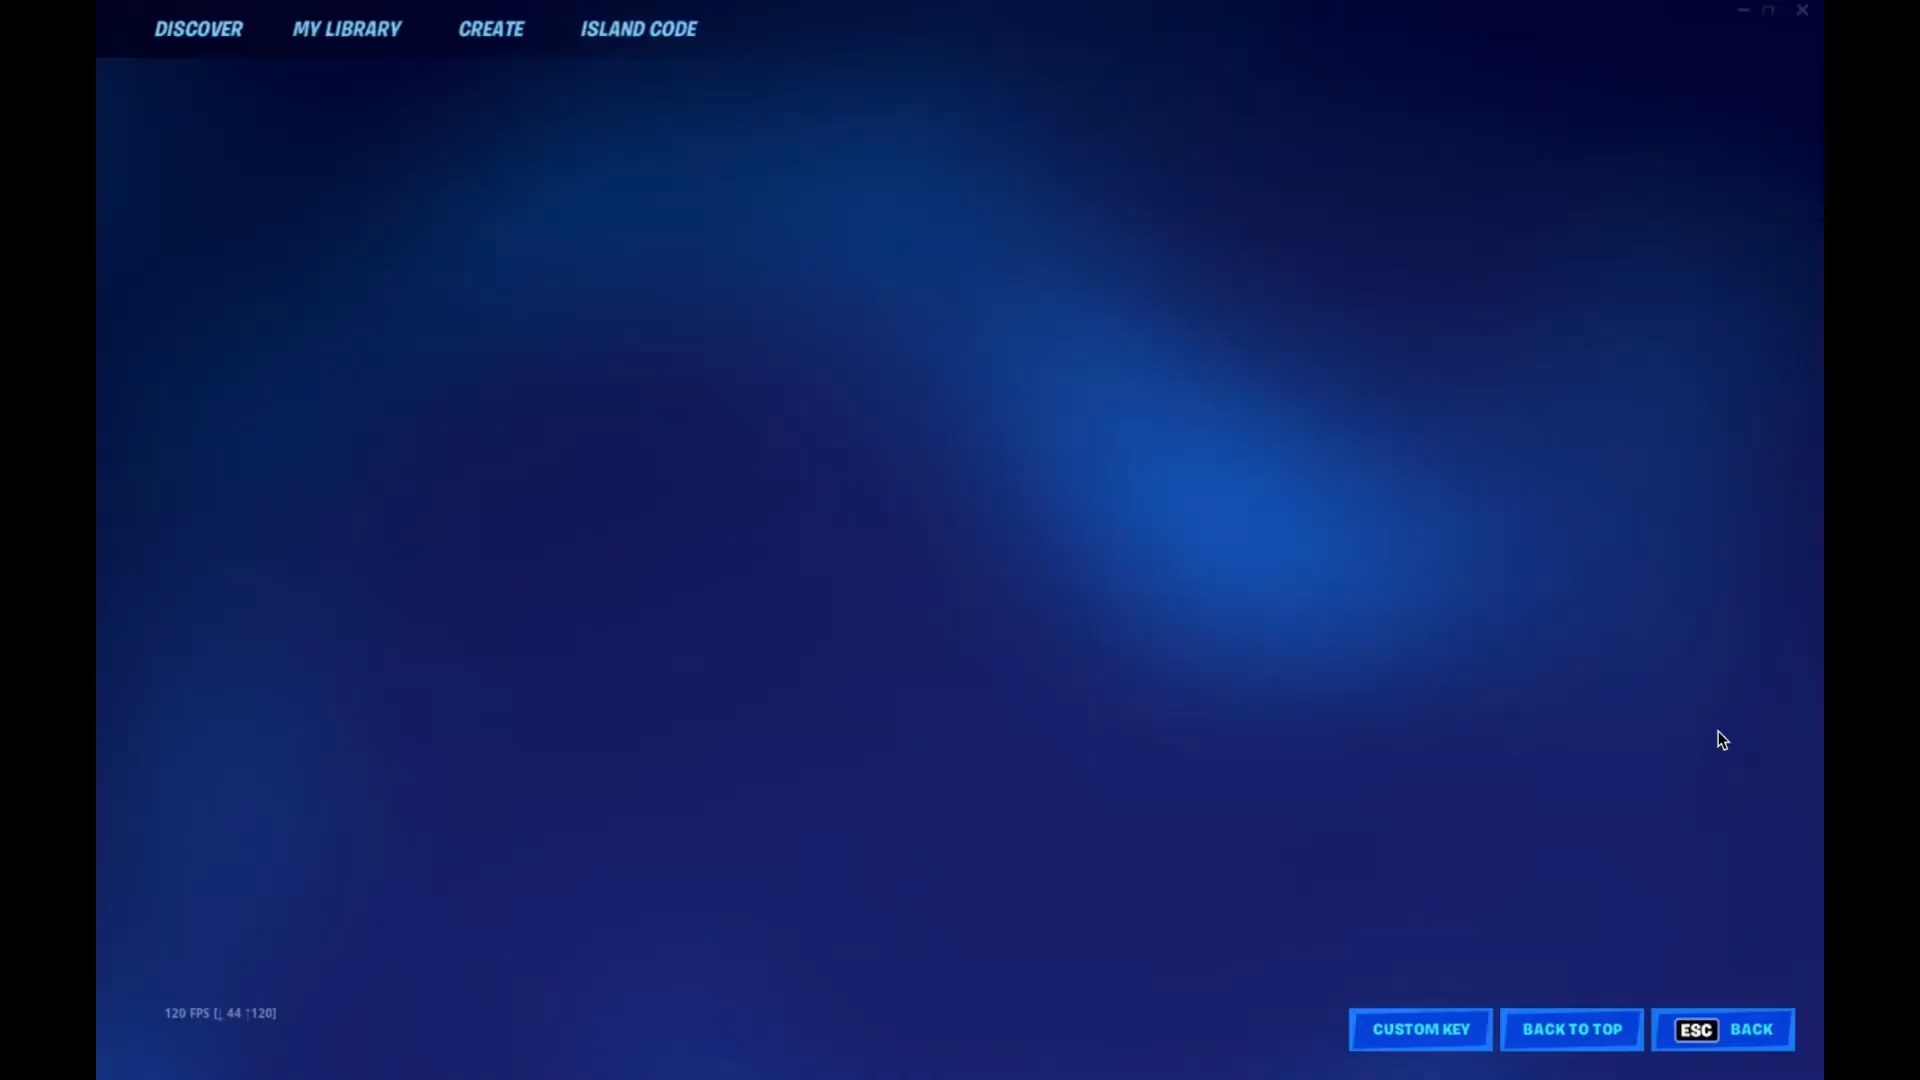 DISCOVER MY LIBRARY CREATE ISLAND CODE
120 FPS [↓ 44 ↑120]
CUSTOM KEY BACK TO TOP ESC BACK